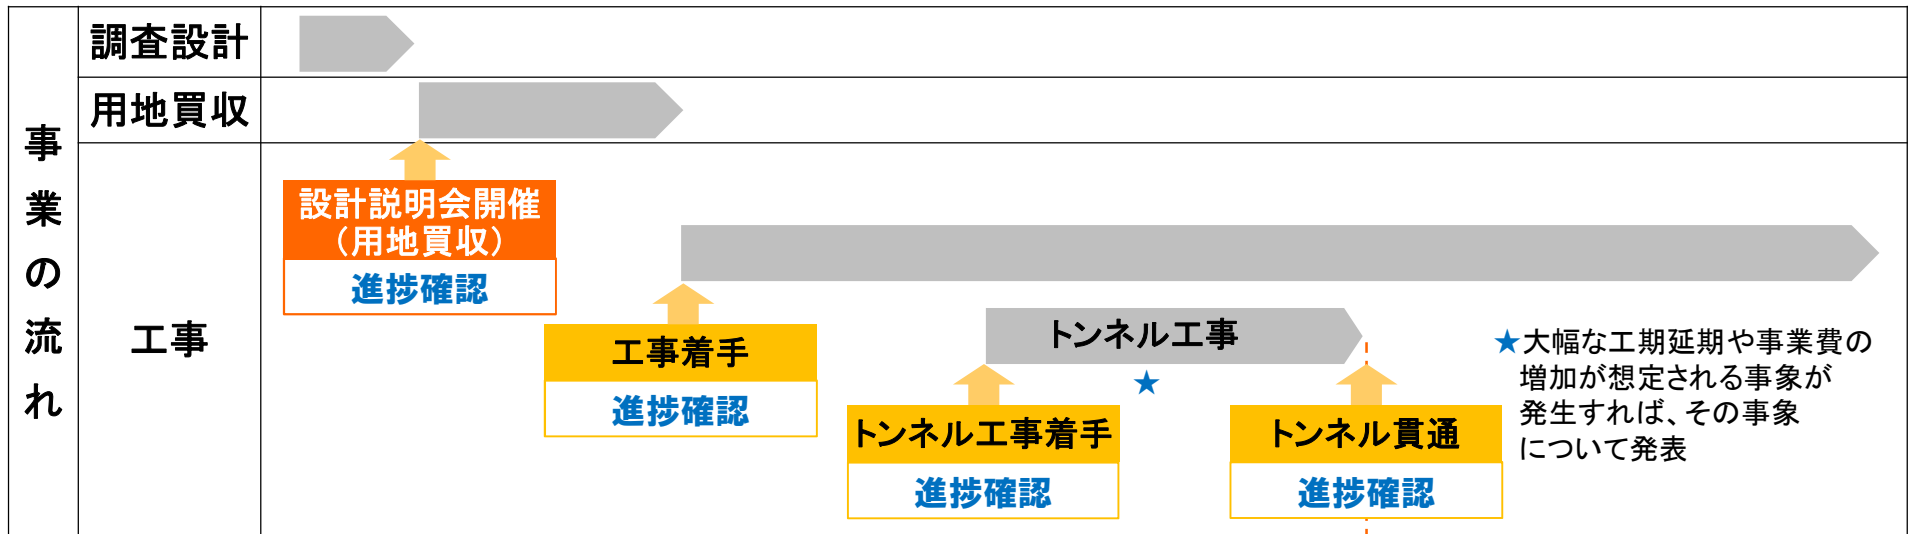 事業の流れ
調査設計
用地買収
工事
設計説明会開催
（用地買収）
進捗確認
工事着手
進捗確認
トンネル工事
★
トンネル工事着手
進捗確認
トンネル貫通
進捗確認
★大幅な工期延期や事業費の
増加が想定される事象が
発生すれば、その事象
について発表